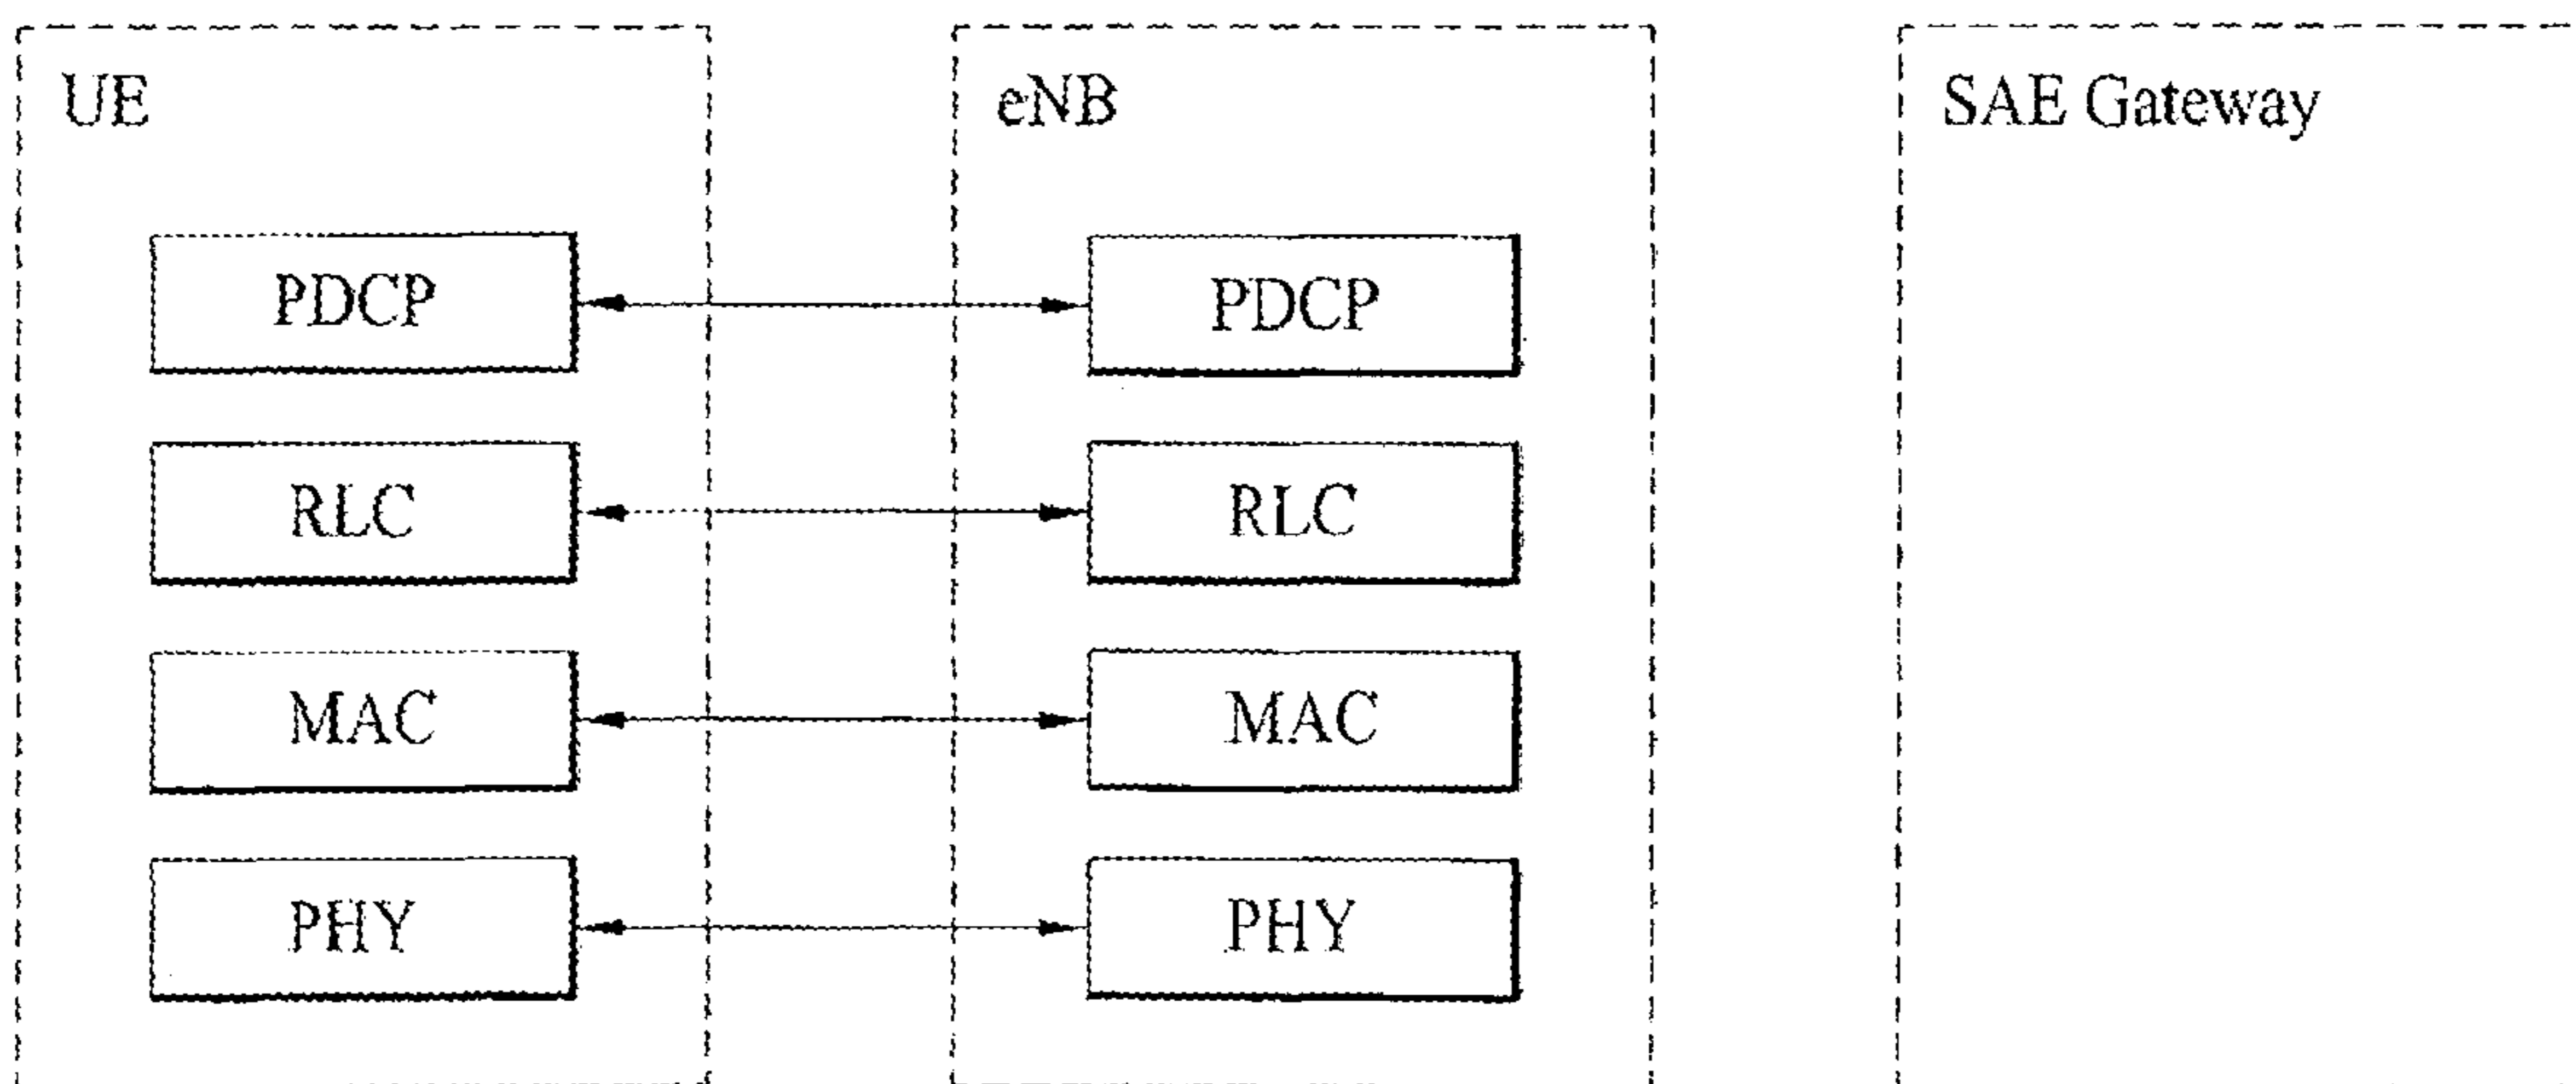 UE eNB SAE Gateway
PDCP PDCP
RLC RLC
MAC MAC
PHY PHY